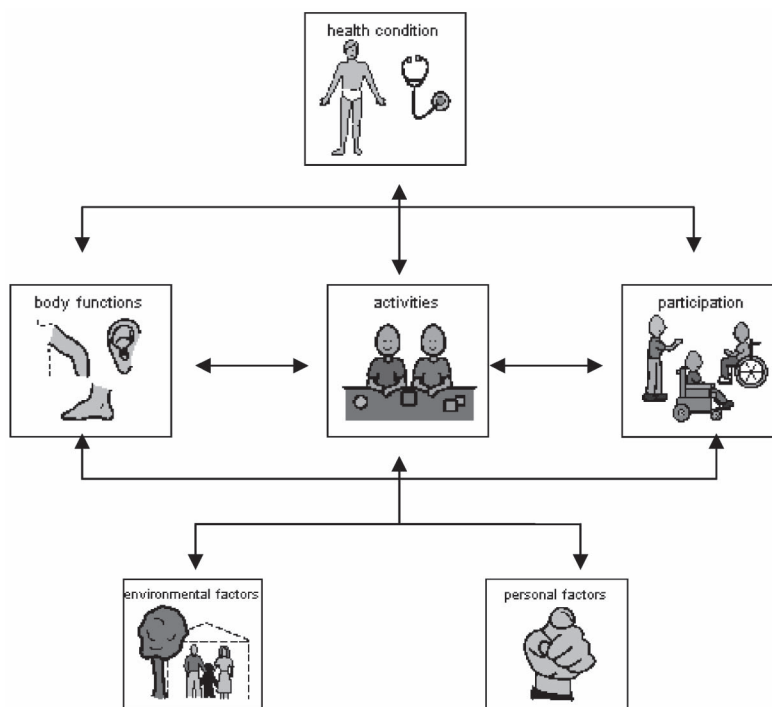 health condition
body functions
activities
participation
environmental factors
personal factors